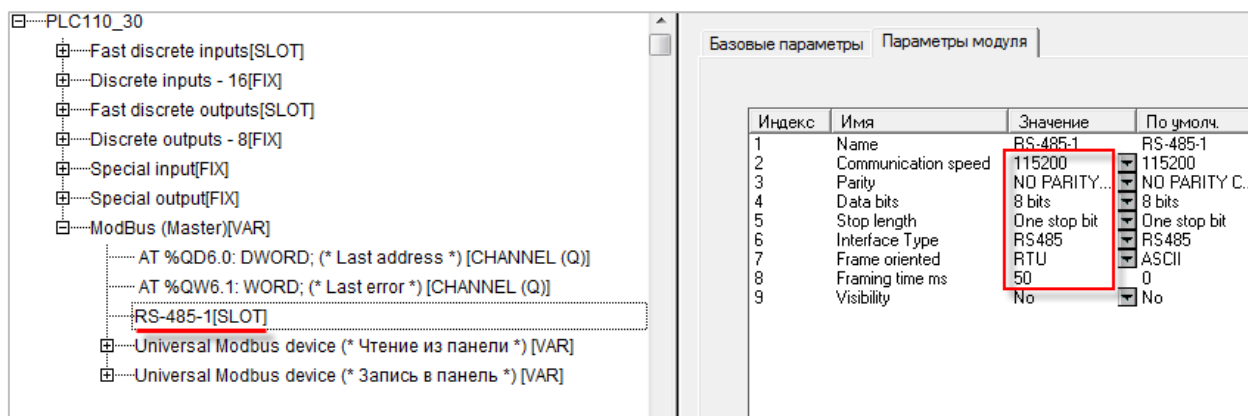 PLC110_30
Fast discrete inputs[SLOT]
Discrete inputs - 16[FIX]
Fast discrete outputs[SLOT]
Discrete outputs - 8[FIX]
Special input[FIX]
Special output[FIX]
ModBus (Master)[VAR]
AT %QD6.0: DWORD; (* Last address *) [CHANNEL (Q)]
AT %QW6.1: WORD; (* Last error *) [CHANNEL (Q)]
RS-485-1[SLOT]
Universal Modbus device (* Чтение из панели *) [VAR]
Universal Modbus device (* Запись в панель *) [VAR]
Базовые параметры Параметры модуля
Индекс Имя Значение По умолч.
1 Name RS-485-1 RS-485-1
2 Communication speed 115200 115200
3 Parity NO PARITY... NO PARITY C...
4 Data bits 8 bits 8 bits
5 Stop length One stop bit One stop bit
6 Interface Type RS485 RS485
7 Frame oriented RTU ASCII
8 Framing time ms 50 0
9 Visibility No No